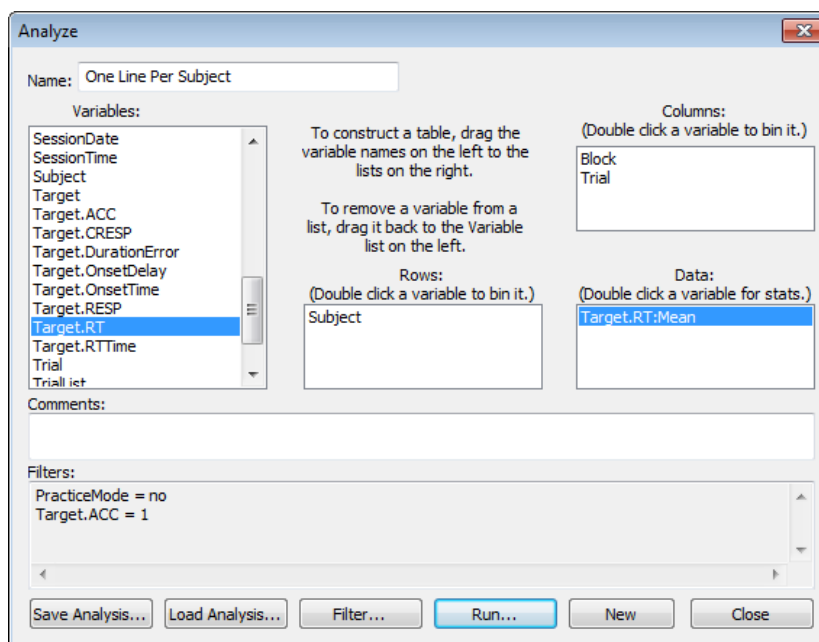 Analyze
Name: One Line Per Subject
Variables:
SessionDate
SessionTime
Subject
Target
Target.ACC
Target.CRESP
Target.DurationError
Target.OnsetDelay
Target.OnsetTime
Target.RESP
Target.RT
Target.RTTime
Trial
TrialList
To construct a table, drag the
variable names on the left to the
lists on the right.
To remove a variable from a
list, drag it back to the Variable
list on the left.
Columns:
(Double click a variable to bin it.)
Block
Trial
Rows:
(Double click a variable to bin it.)
Subject
Data:
(Double click a variable for stats.)
Target.RT:Mean
Comments:
Filters:
PracticeMode = no
Target.ACC = 1
Save Analysis... Load Analysis... Filter... Run... New Close